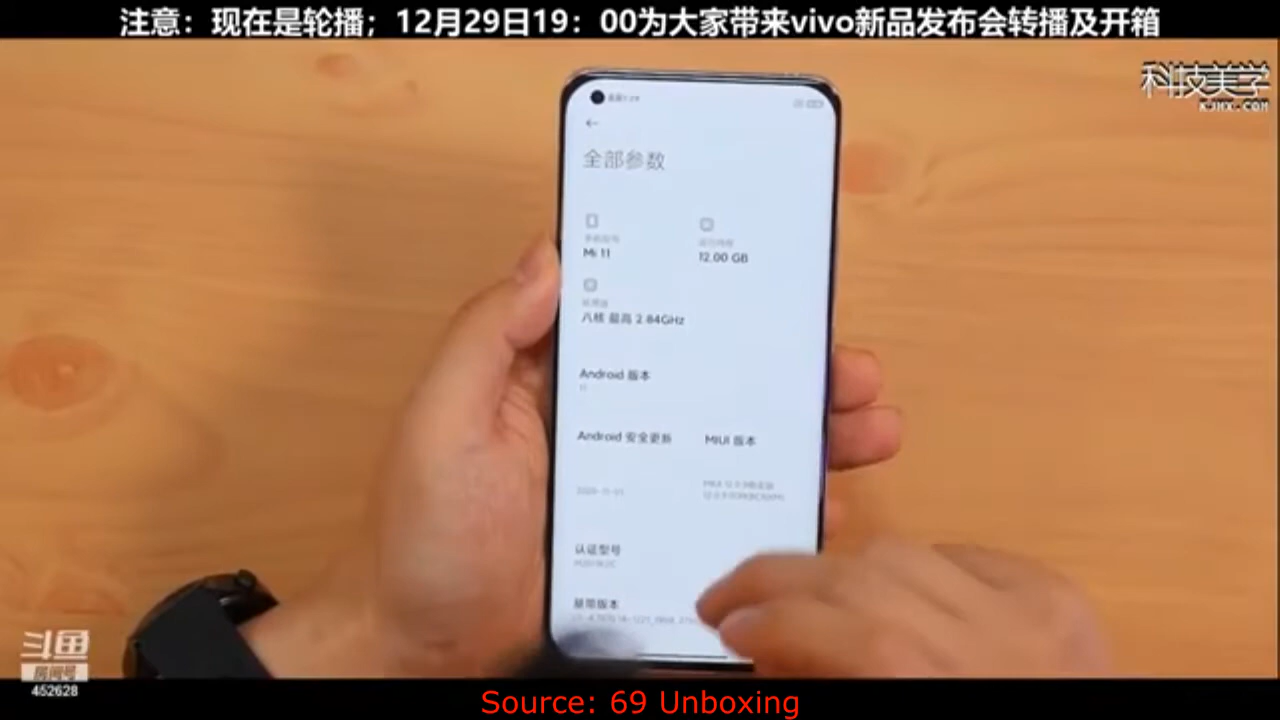 注意：现在是轮播；12月29日19：00为大家带来vivo新品发布会转播及开箱
科技美学
KJMX.COM
全部参数
Mi 11
12.00 GB
八核 最高 2.84GHz
Android 版本
11
Android 安全更新
MIUI 版本
认证型号
基带版本
斗鱼
房间号
452628
Source: 69 Unboxing